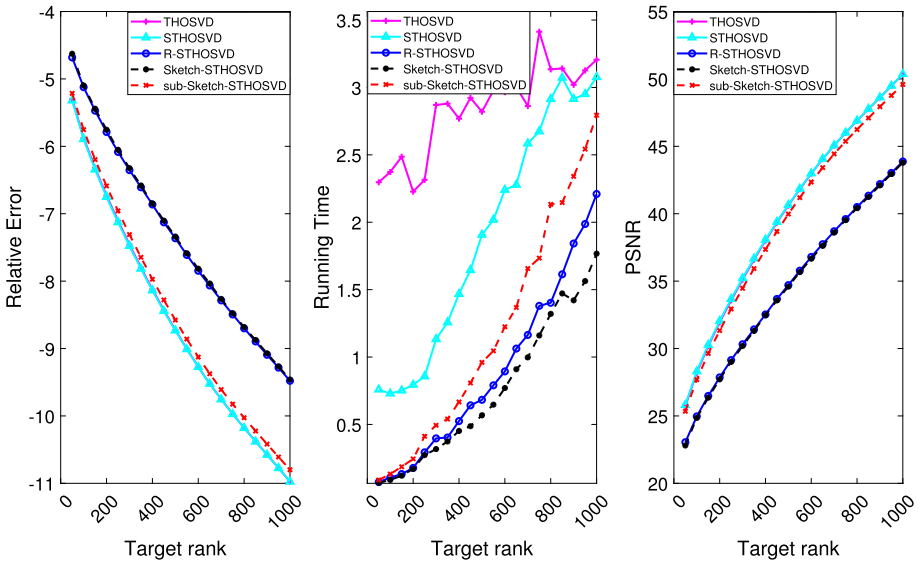 -4
-5
-6
-7
-8
-9
-10
-11
0
200
400
600
800
1000
Relative Error
Target rank
THOSVD
STHOSVD
R-STHOSVD
Sketch-STHOSVD
sub-Sketch-STHOSVD
3.5
3
2.5
2
1.5
1
0.5
0
200
400
600
800
1000
Running Time
Target rank
THOSVD
STHOSVD
R-STHOSVD
Sketch-STHOSVD
sub-Sketch-STHOSVD
55
50
45
40
35
30
25
20
0
200
400
600
800
1000
PSNR
Target rank
THOSVD
STHOSVD
R-STHOSVD
Sketch-STHOSVD
sub-Sketch-STHOSVD